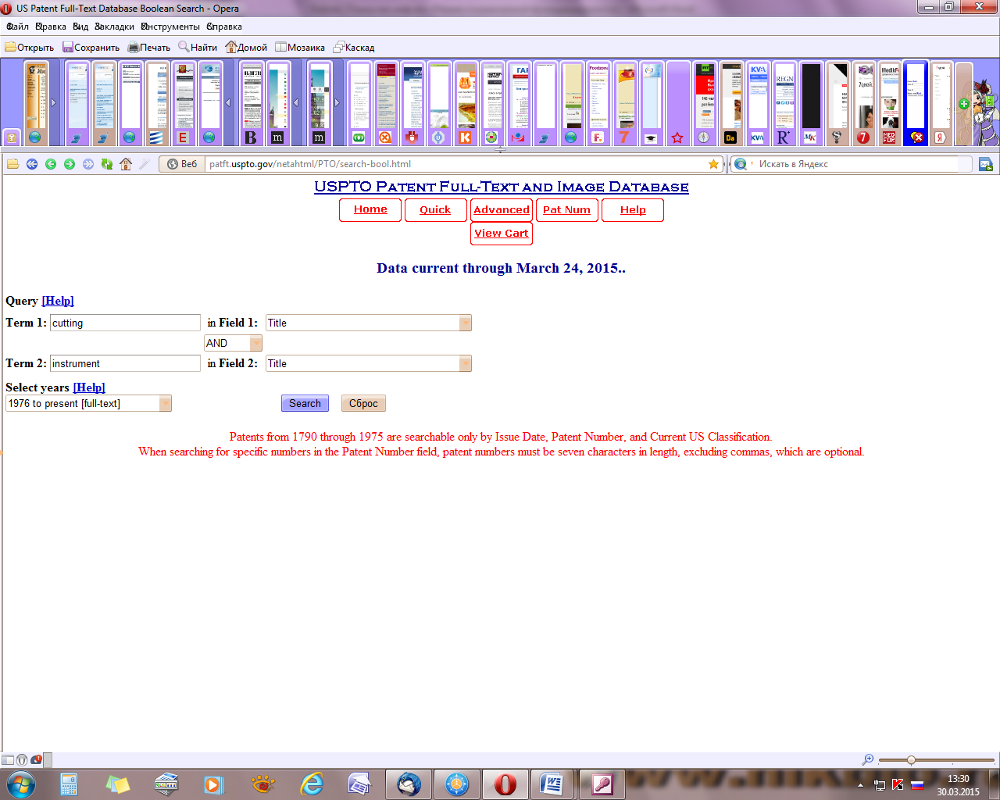 US Patent Full-Text Database Boolean Search - Opera
Файл Правка Вид Закладки Инструменты Справка
Открыть Сохранить Печать Найти Домой Мозаика Каскад
Веб patft.uspto.gov/netahtml/PTO/search-bool.html Искать в Яндекс
USPTO Patent Full-Text and Image Database
Home Quick Advanced Pat Num Help
View Cart
Data current through March 24, 2015..
Query [Help]
Term 1: cutting in Field 1: Title
AND
Term 2: instrument in Field 2: Title
Select years [Help]
1976 to present [full-text] Search Сброс
Patents from 1790 through 1975 are searchable only by Issue Date, Patent Number, and Current US Classification.
When searching for specific numbers in the Patent Number field, patent numbers must be seven characters in length, excluding commas, which are optional.
13:30
30.03.2015